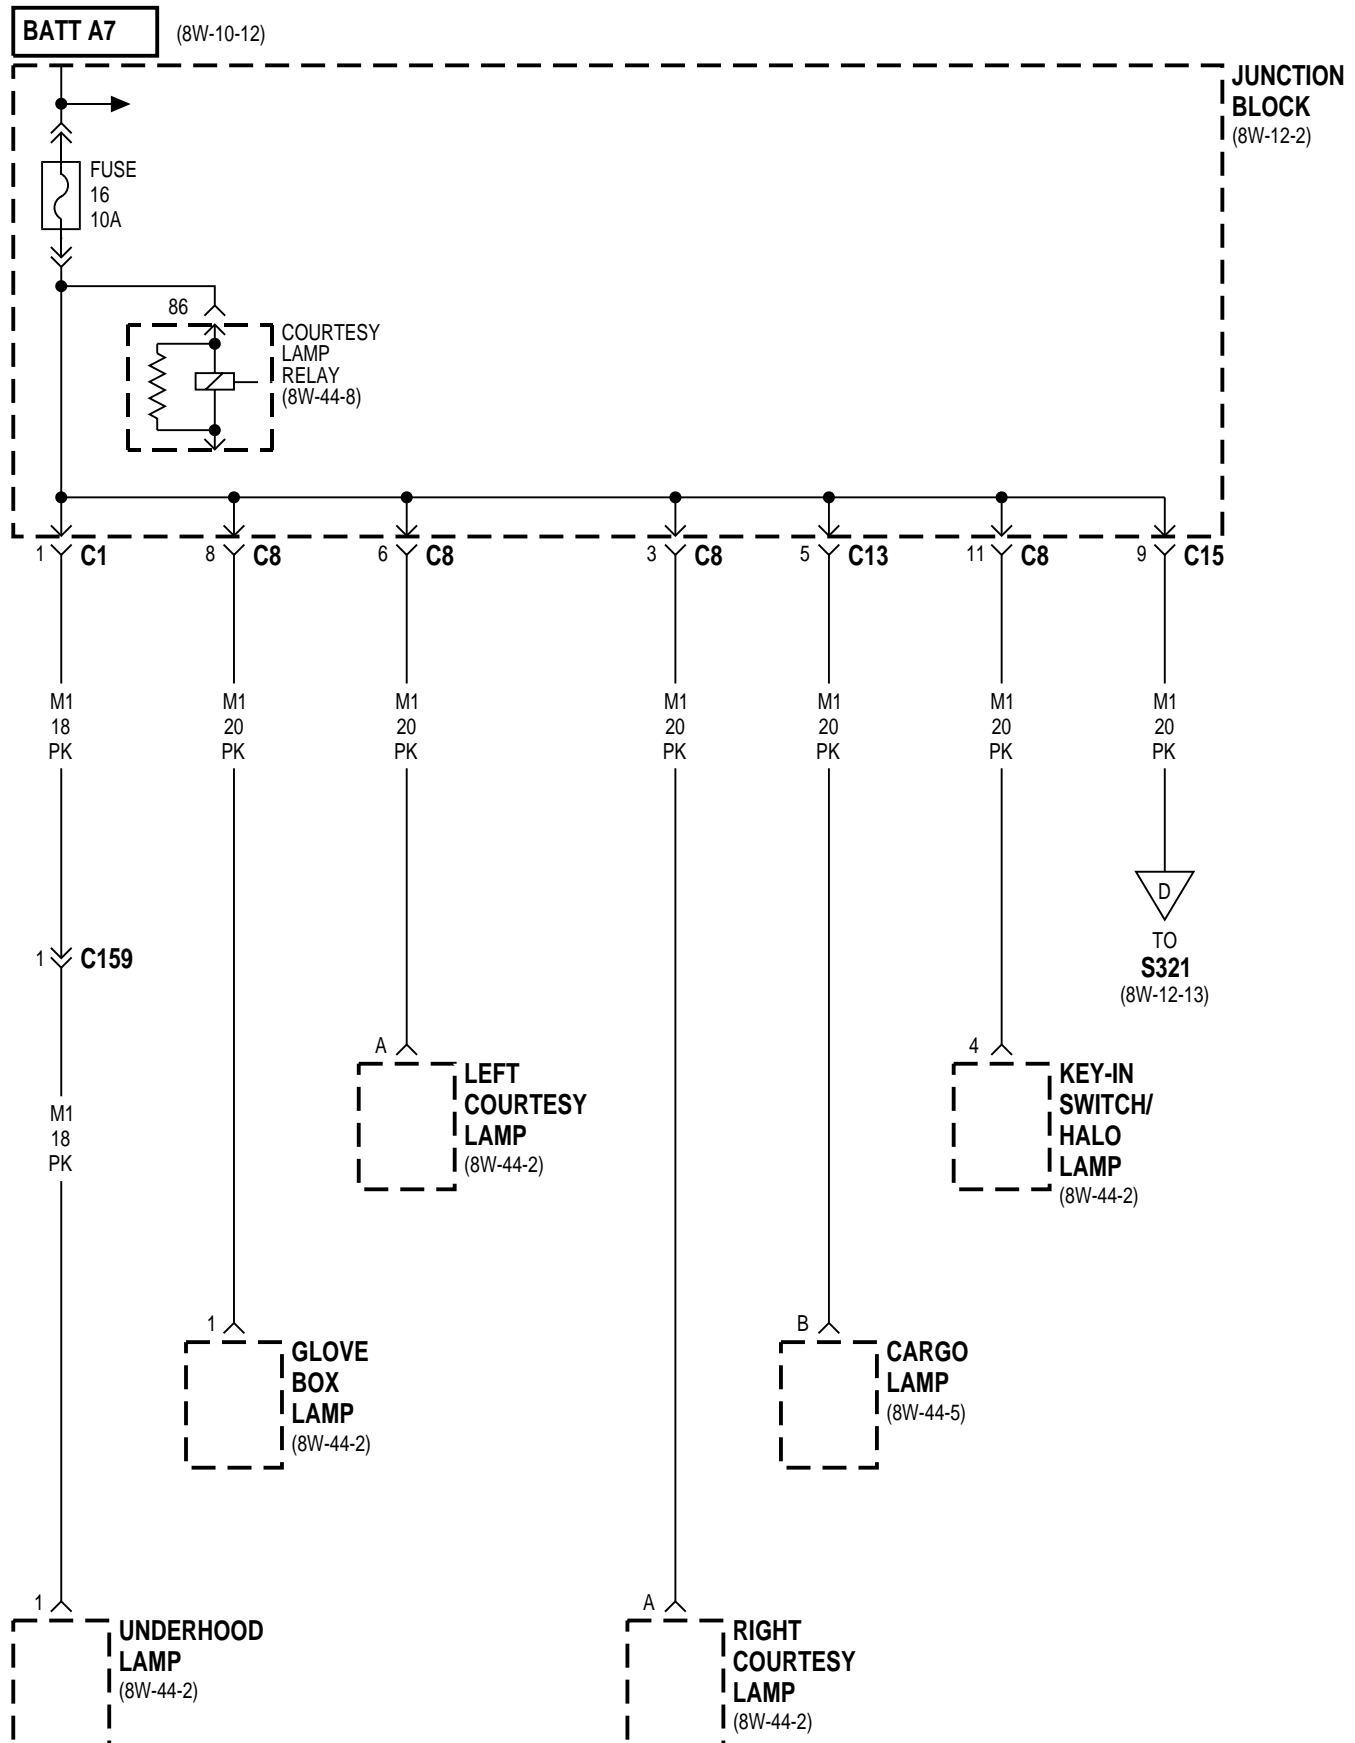 BATT A7 (8W-10-12)
JUNCTION
BLOCK
(8W-12-2)
FUSE
16
10A
86
COURTESY
LAMP
RELAY
(8W-44-8)
1 C1 8 C8 6 C8 3 C8 5 C13 11 C8 9 C15
M1 M1 M1 M1 M1 M1 M1
18 20 20 20 20 20 20
PK PK PK PK PK PK PK
D
TO
S321
(8W-12-13)
1 C159
A
LEFT
COURTESY
LAMP
(8W-44-2)
4
KEY-IN
SWITCH/
HALO
LAMP
(8W-44-2)
M1
18
PK
1
GLOVE
BOX
LAMP
(8W-44-2)
B
CARGO
LAMP
(8W-44-5)
1
UNDERHOOD
LAMP
(8W-44-2)
A
RIGHT
COURTESY
LAMP
(8W-44-2)